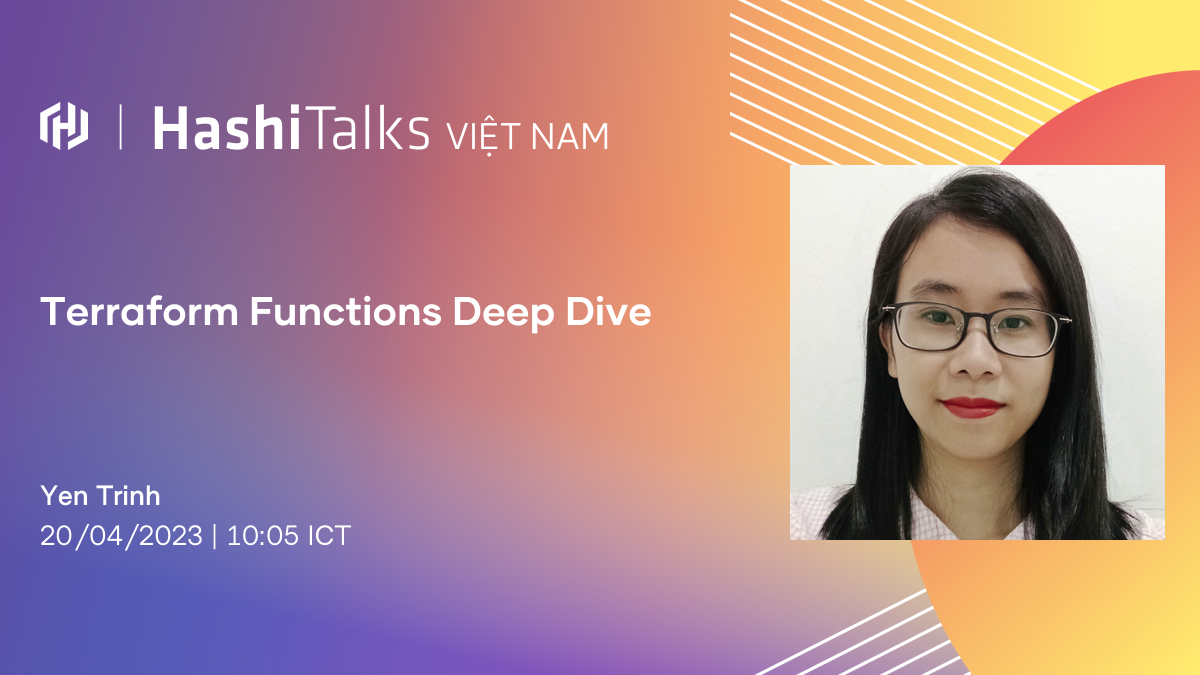 HashiTalks VIỆT NAM
Terraform Functions Deep Dive
Yen Trinh
20/04/2023 | 10:05 ICT